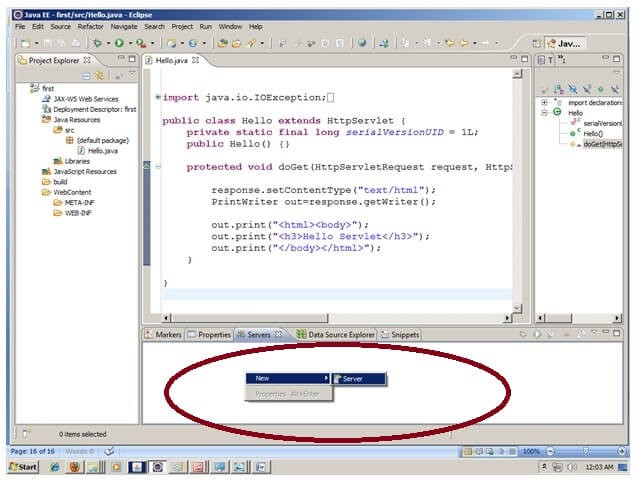 Java EE - first/src/Hello.java - Eclipse
File Edit Source Refactor Navigate Search Project Run Window Help
Jav...
Project Explorer
first
JAX-WS Web Services
Deployment Descriptor: first
Java Resources
src
(default package)
Hello.java
Libraries
JavaScript Resources
build
WebContent
META-INF
WEB-INF
Hello.java
import java.io.IOException;
public class Hello extends HttpServlet {
private static final long serialVersionUID = 1L;
public Hello() {}
protected void doGet(HttpServletRequest request, HttpS
response.setContentType("text/html");
PrintWriter out=response.getWriter();
out.print("<html><body>");
out.print("<h3>Hello Servlet</h3>");
out.print("</body></html>");
}
}
import declarations
Hello
serialVersionU
Hello()
doGet(HttpServ
Markers Properties Servers Data Source Explorer Snippets
New Server
Properties Alt+Enter
0 items selected
Page: 16 of 16 Words: 0 100%
Start 12:03 AM